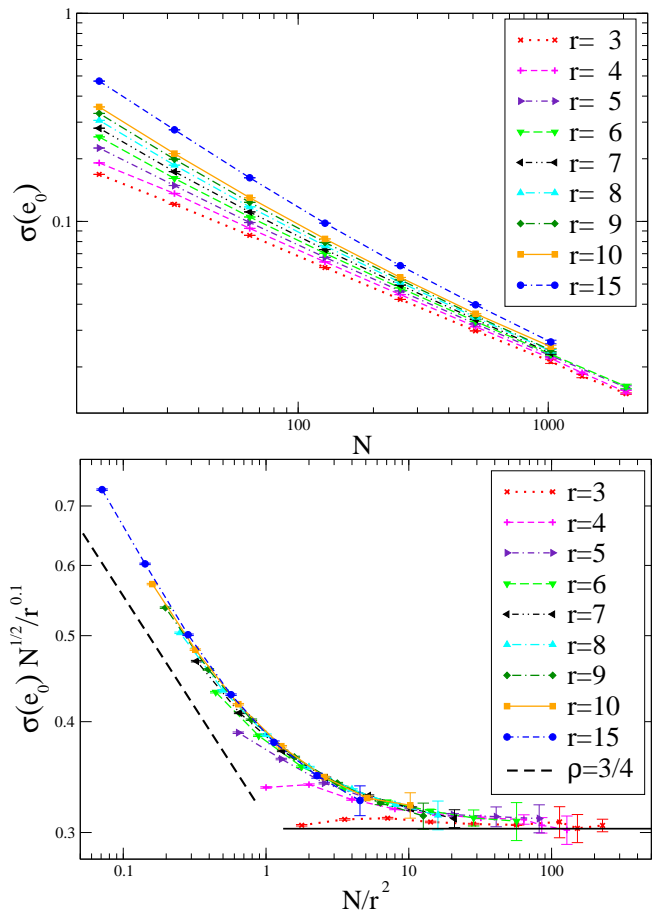 1
0.1
σ(e0)
100
1000
N
r= 3
r= 4
r= 5
r= 6
r= 7
r= 8
r= 9
r=10
r=15
0.7
0.6
0.5
0.4
0.3
σ(e0) N^1/2/r^0.1
0.1
1
10
100
N/r^2
r=3
r=4
r=5
r=6
r=7
r=8
r=9
r=10
r=15
ρ=3/4